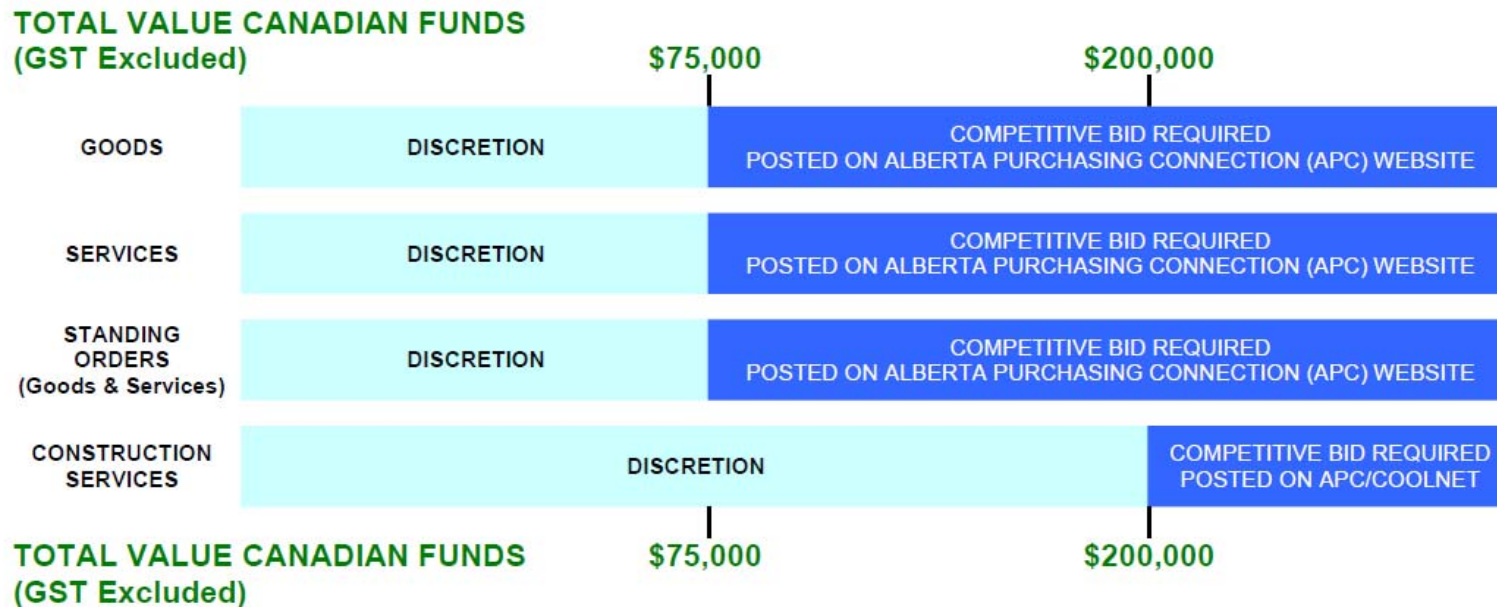 TOTAL VALUE CANADIAN FUNDS
(GST Excluded)
$75,000
$200,000
GOODS
DISCRETION
COMPETITIVE BID REQUIRED
POSTED ON ALBERTA PURCHASING CONNECTION (APC) WEBSITE
SERVICES
DISCRETION
COMPETITIVE BID REQUIRED
POSTED ON ALBERTA PURCHASING CONNECTION (APC) WEBSITE
STANDING
ORDERS
(Goods & Services)
DISCRETION
COMPETITIVE BID REQUIRED
POSTED ON ALBERTA PURCHASING CONNECTION (APC) WEBSITE
CONSTRUCTION
SERVICES
DISCRETION
COMPETITIVE BID REQUIRED
POSTED ON APC/COOLNET
TOTAL VALUE CANADIAN FUNDS
(GST Excluded)
$75,000
$200,000